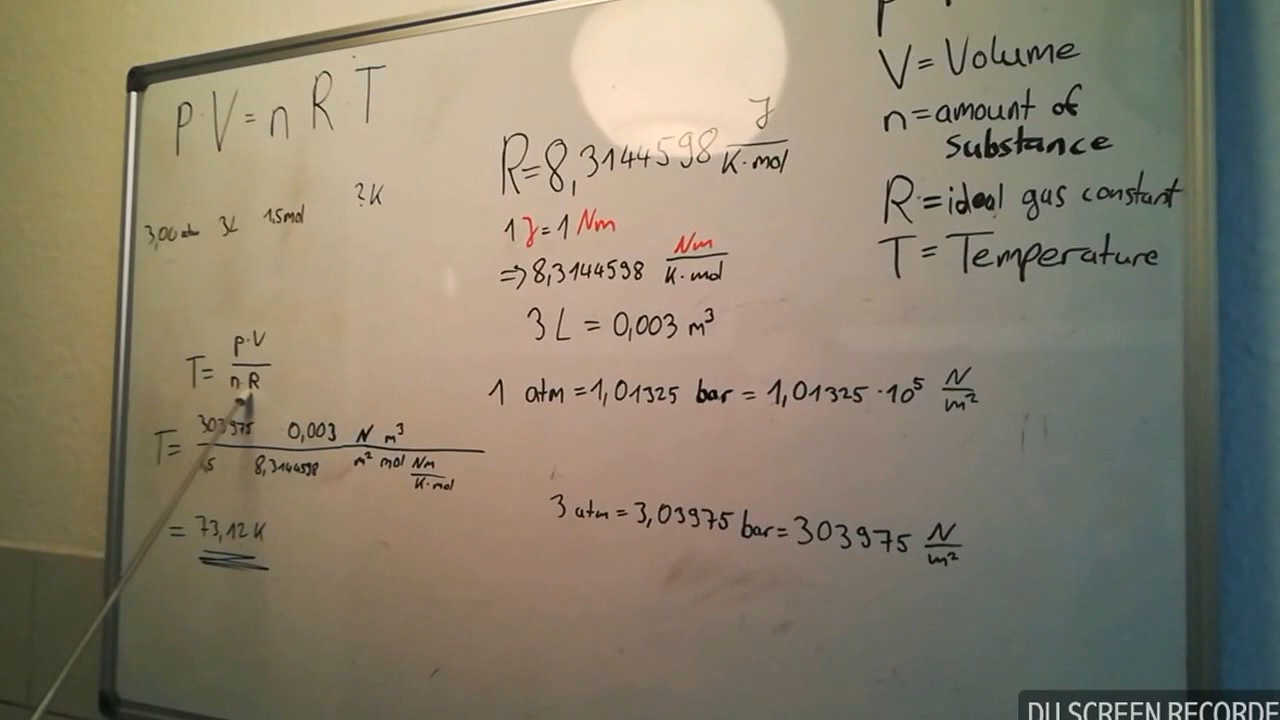 P·V=n R T
3,00 atm 3L 1.5mol ?K
T= p·V / n·R
T= 303975 0,003 N m³ / 5 8,3144598 m² mol Nm/K·mol
= 73,12 K
R=8,3144598 J/K·mol
1 J=1 Nm
=> 8,3144598 Nm/K·mol
3 L = 0,003 m³
1 atm = 1,01325 bar = 1,01325 ·10⁵ N/m²
3 atm = 3,03975 bar = 303975 N/m²
V= Volume
n= amount of
substance
R = ideal gas constant
T = Temperature
DU SCREEN RECORDE